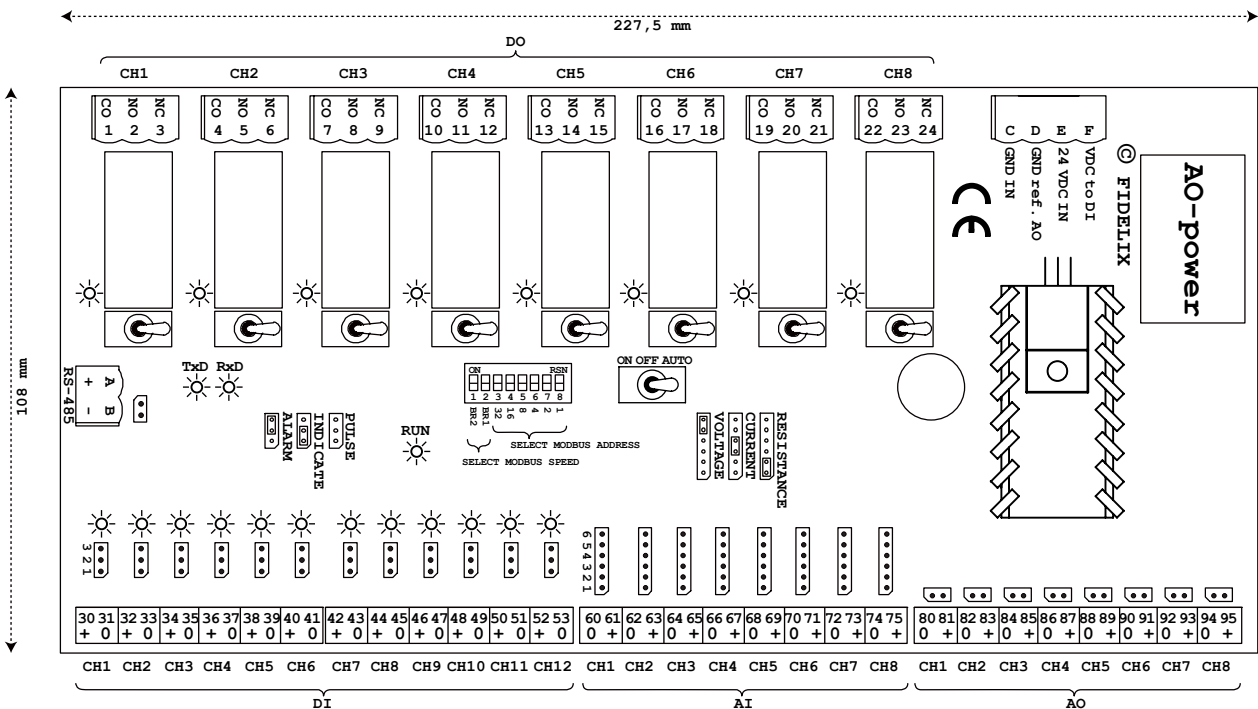 227,5 mm
DO
CH1 CH2 CH3 CH4 CH5 CH6 CH7 CH8
CO NO NC CO NO NC CO NO NC CO NO NC CO NO NC CO NO NC CO NO NC CO NO NC
1 2 3 4 5 6 7 8 9 10 11 12 13 14 15 16 17 18 19 20 21 22 23 24
C D E F
GND IN
GND ref. AO
24 VDC IN
VDC to DI
© FIDELIX
AO-power
CE
108 mm
RS-485
+ A
- B
TxD RxD
ALARM
INDICATE
PULSE
RUN
ON RSN
1 2 3 4 5 6 7 8
BR2 BR1 32 16 8 4 2 1
SELECT MODBUS ADDRESS
SELECT MODBUS SPEED
ON OFF AUTO
VOLTAGE
CURRENT
RESISTANCE
3 2 1
6 5 4 3 2 1
30 31 32 33 34 35 36 37 38 39 40 41 42 43 44 45 46 47 48 49 50 51 52 53
+ 0 + 0 + 0 + 0 + 0 + 0 + 0 + 0 + 0 + 0 + 0 + 0
60 61 62 63 64 65 66 67 68 69 70 71 72 73 74 75
0 + 0 + 0 + 0 + 0 + 0 + 0 + 0 +
80 81 82 83 84 85 86 87 88 89 90 91 92 93 94 95
0 + 0 + 0 + 0 + 0 + 0 + 0 + 0 +
CH1 CH2 CH3 CH4 CH5 CH6 CH7 CH8 CH9 CH10 CH11 CH12
CH1 CH2 CH3 CH4 CH5 CH6 CH7 CH8
CH1 CH2 CH3 CH4 CH5 CH6 CH7 CH8
DI
AI
AO